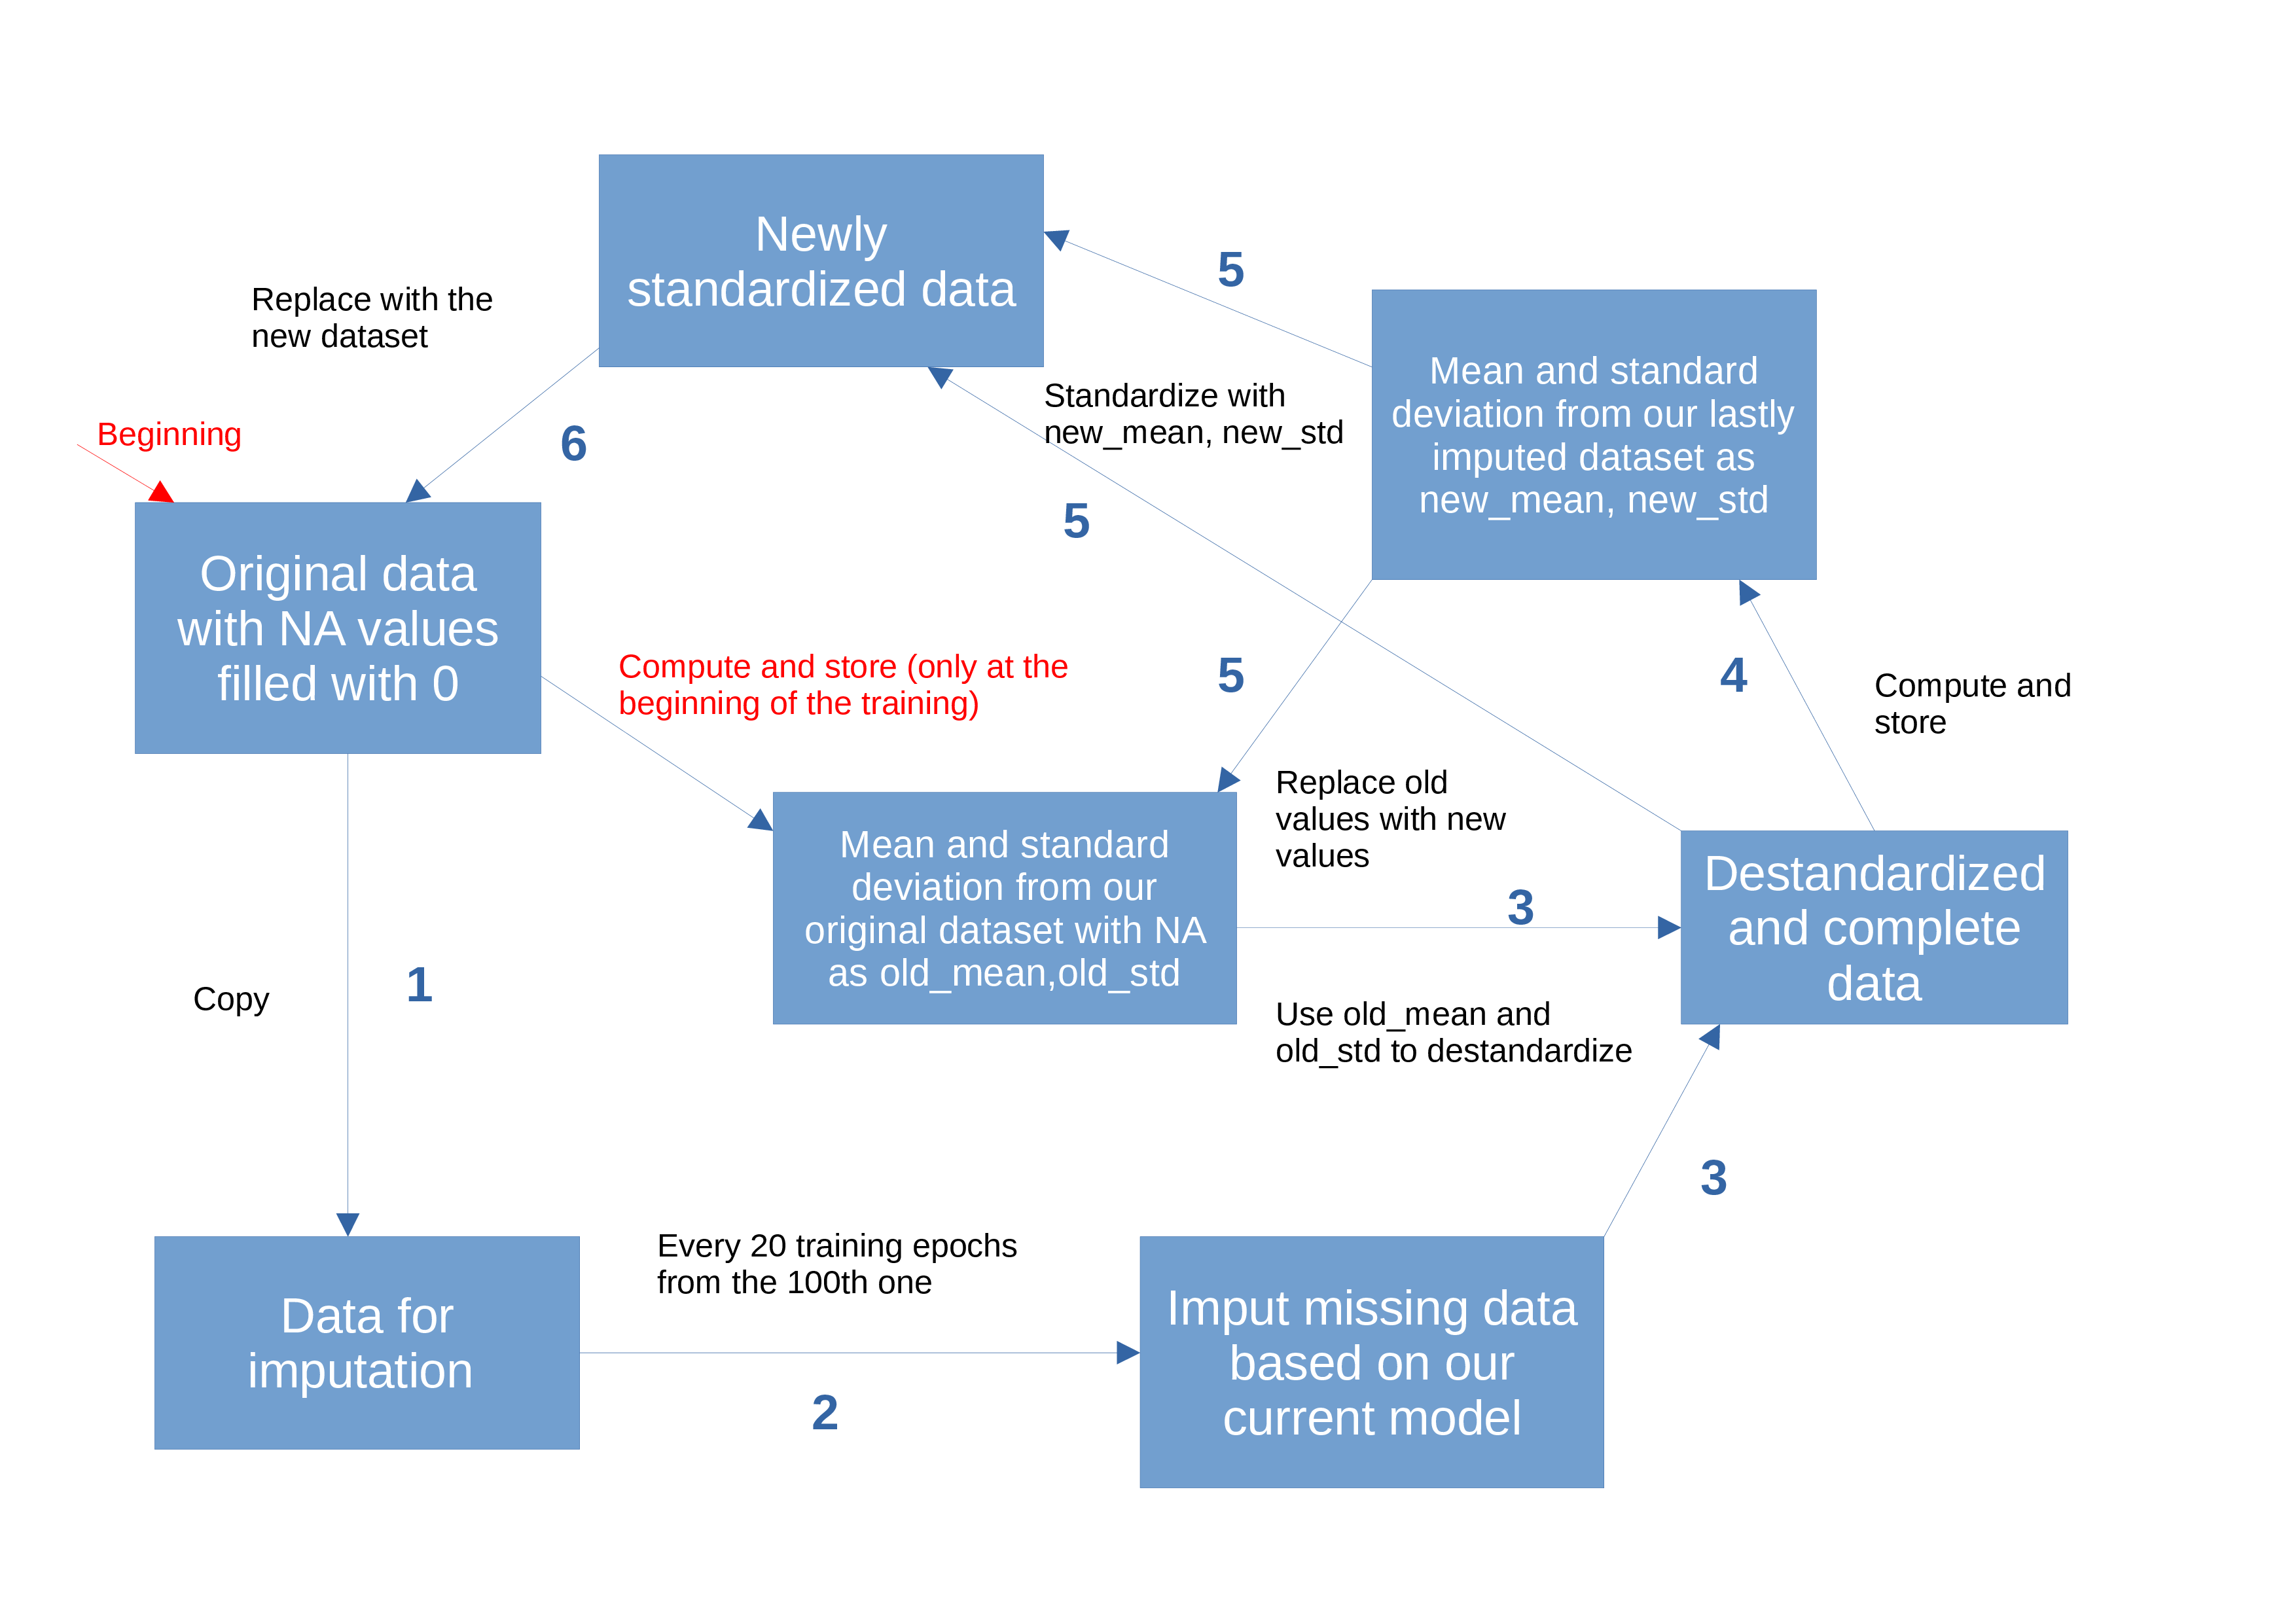 Newly
standardized data
5
Replace with the
new dataset
Mean and standard
deviation from our lastly
imputed dataset as
new_mean, new_std
Standardize with
new_mean, new_std
Beginning
6
5
Original data
with NA values
filled with 0
Compute and store (only at the
beginning of the training)
5
4
Compute and
store
Replace old
values with new
values
Mean and standard
deviation from our
original dataset with NA
as old_mean,old_std
3
Destandardized
and complete
data
Copy
1
Use old_mean and
old_std to destandardize
3
Every 20 training epochs
from the 100th one
Data for
imputation
Imput missing data
based on our
current model
2